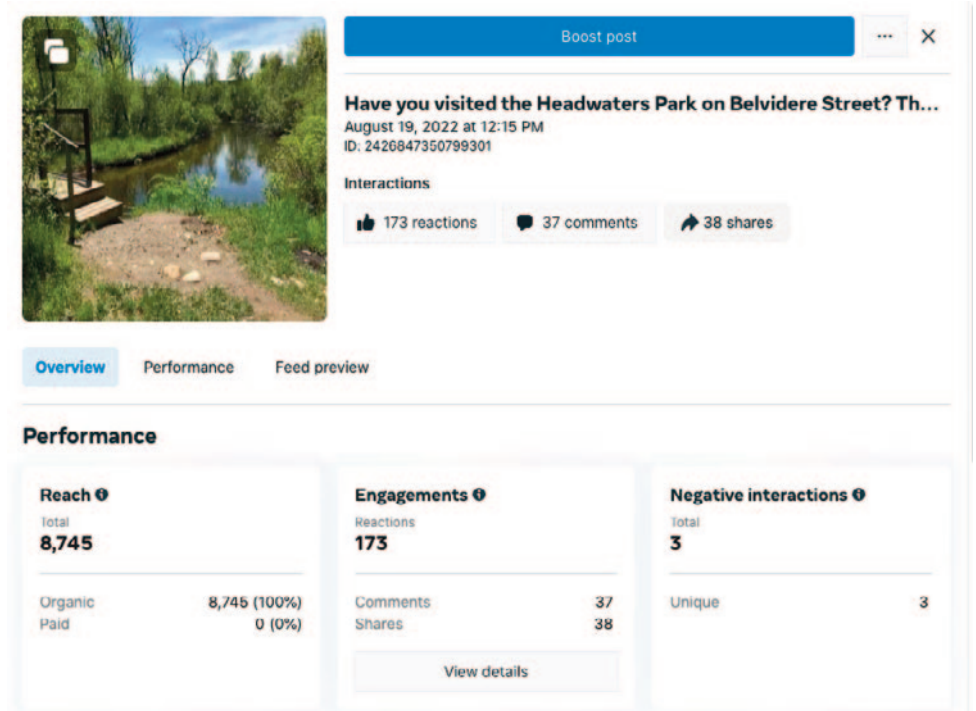 Boost post
...
Have you visited the Headwaters Park on Belvidere Street? Th...
August 19, 2022 at 12:15 PM
ID: 2426847350799301
Interactions
173 reactions 37 comments 38 shares
Overview Performance Feed preview
Performance
Reach
Total
8,745
Organic 8,745 (100%)
Paid 0 (0%)
Engagements
Reactions
173
Comments 37
Shares 38
View details
Negative interactions
Total
3
Unique 3